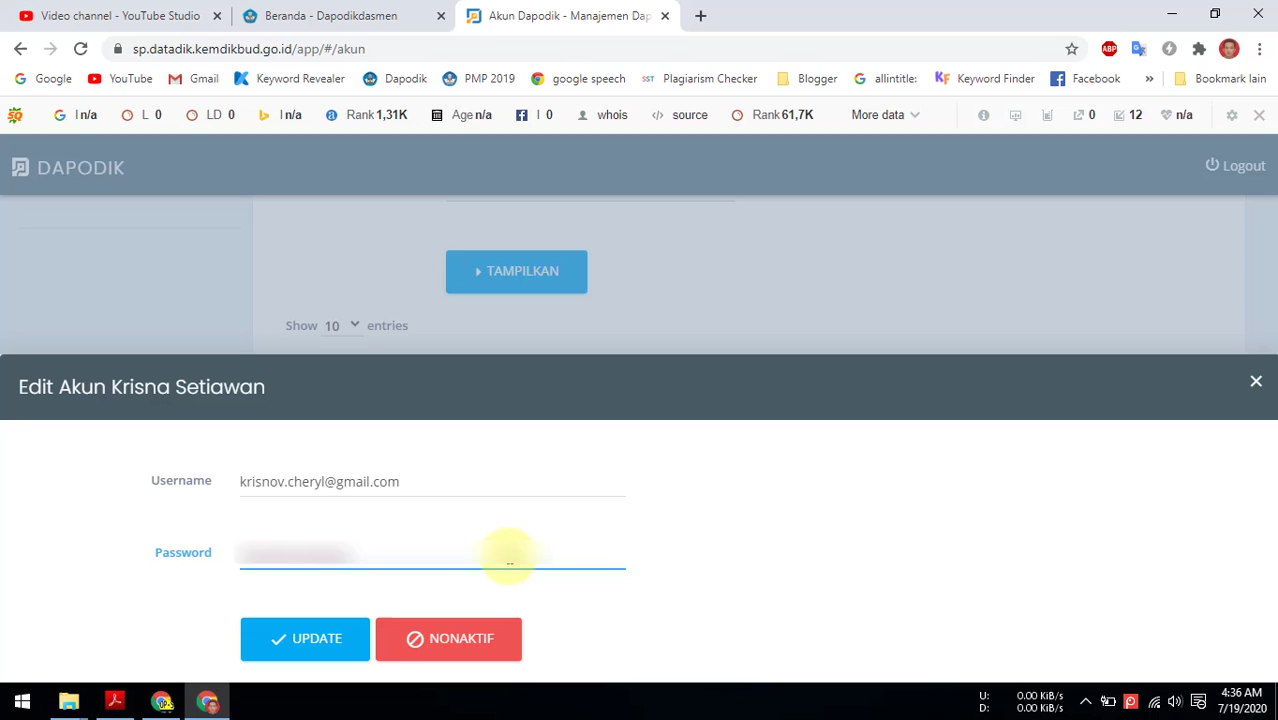 Video channel - YouTube Studio
Beranda - Dapodikdasmen
Akun Dapodik - Manajemen Dap
sp.datadik.kemdikbud.go.id/app/#/akun
Google
YouTube
Gmail
Keyword Revealer
Dapodik
PMP 2019
google speech
SST Plagiarism Checker
Blogger
allintitle:
KF Keyword Finder
Facebook
»
Bookmark lain
SQ
I n/a
L 0
LD 0
I n/a
Rank 1,31K
Age n/a
I 0
whois
source
Rank 61,7K
More data
0
12
n/a
DAPODIK
Logout
TAMPILKAN
Show 10 entries
Edit Akun Krisna Setiawan
Username krisnov.cheryl@gmail.com
Password
UPDATE
NONAKTIF
U: 0.00 KiB/s
D: 0.00 KiB/s
4:36 AM
7/19/2020